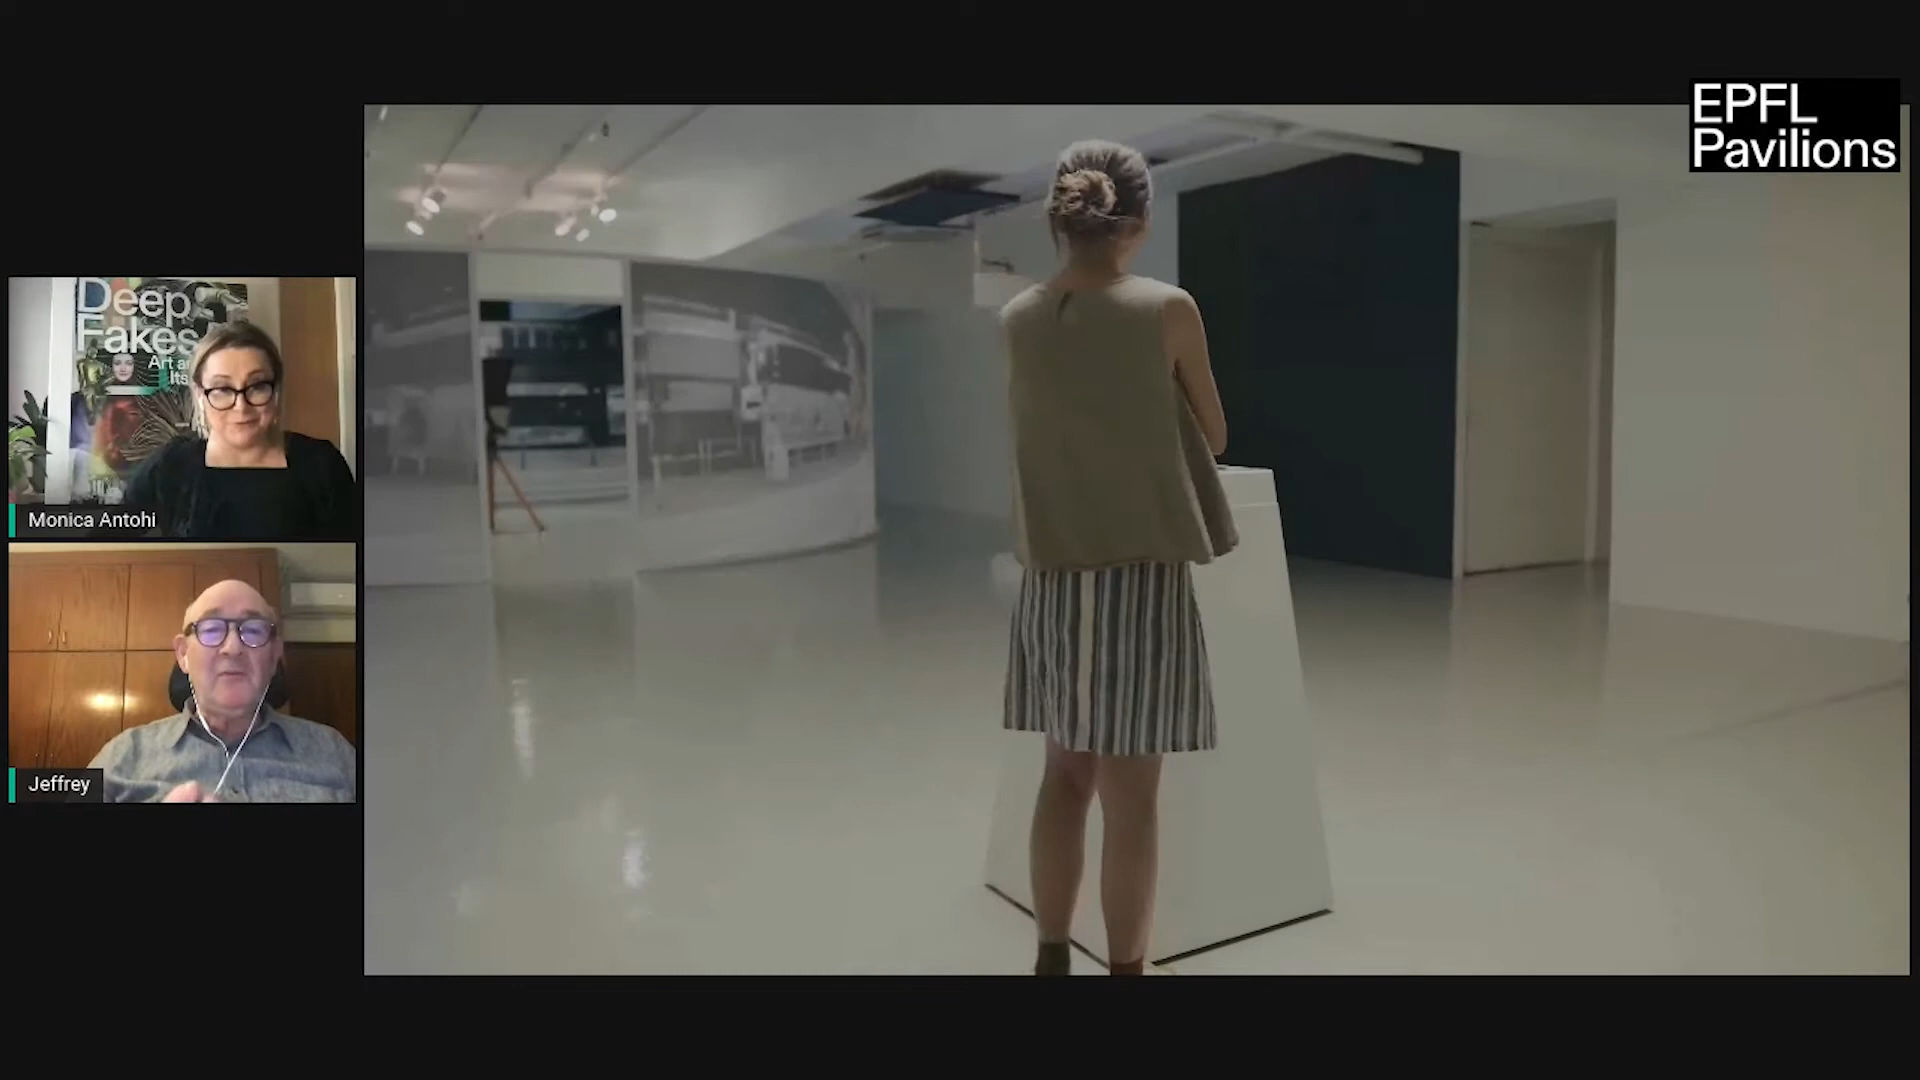 EPFL
Pavilions
Deep
Fakes
Art a
Its
Monica Antohi
Jeffrey